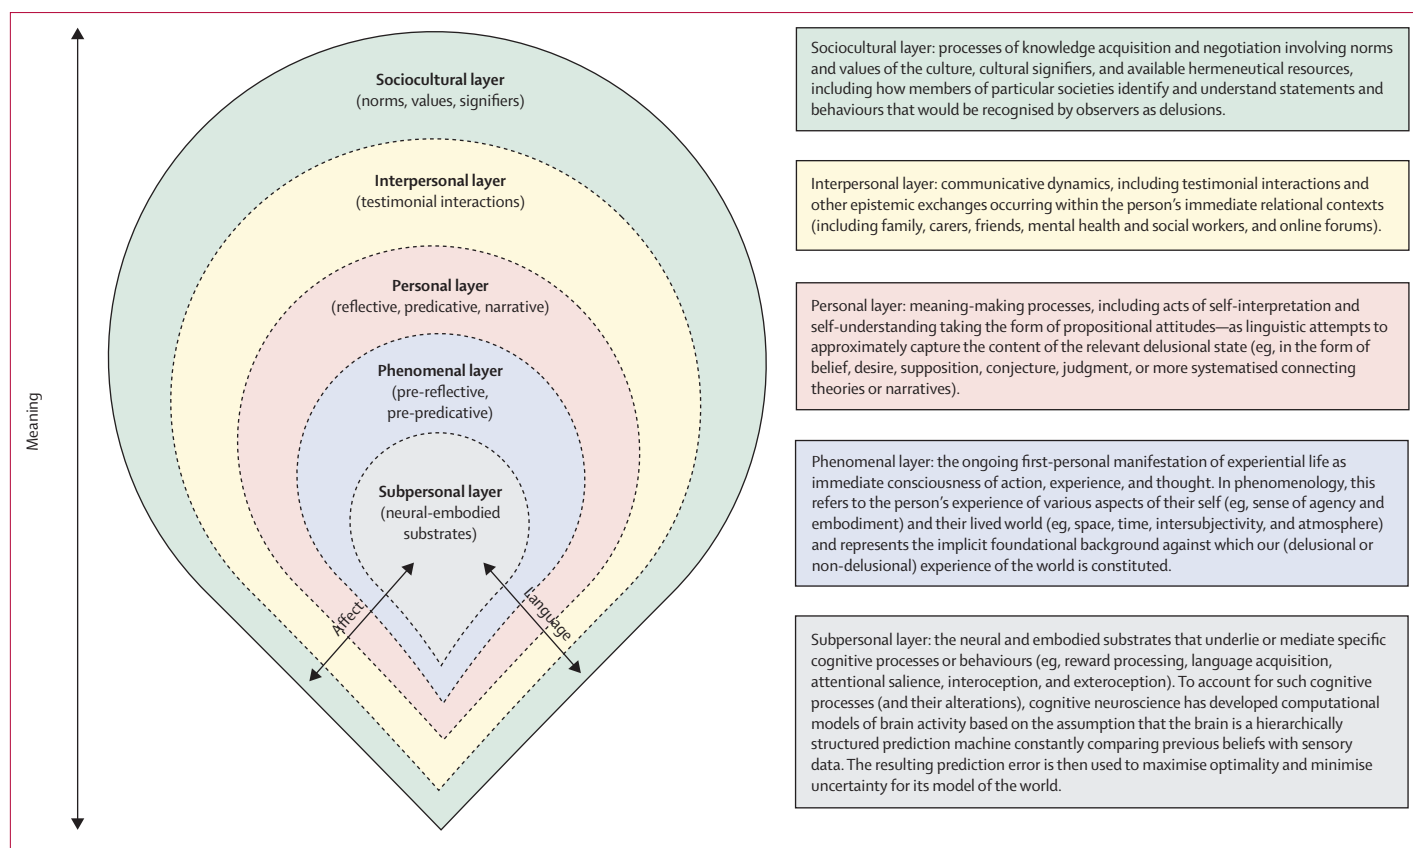 Meaning
Sociocultural layer
(norms, values, signifiers)
Interpersonal layer
(testimonial interactions)
Personal layer
(reflective, predicative, narrative)
Phenomenal layer
(pre-reflective,
pre-predicative)
Subpersonal layer
(neural-embodied
substrates)
Affect
Language
Sociocultural layer: processes of knowledge acquisition and negotiation involving norms
and values of the culture, cultural signifiers, and available hermeneutical resources,
including how members of particular societies identify and understand statements and
behaviours that would be recognised by observers as delusions.
Interpersonal layer: communicative dynamics, including testimonial interactions and
other epistemic exchanges occurring within the person's immediate relational contexts
(including family, carers, friends, mental health and social workers, and online forums).
Personal layer: meaning-making processes, including acts of self-interpretation and
self-understanding taking the form of propositional attitudes—as linguistic attempts to
approximately capture the content of the relevant delusional state (eg, in the form of
belief, desire, supposition, conjecture, judgment, or more systematised connecting
theories or narratives).
Phenomenal layer: the ongoing first-personal manifestation of experiential life as
immediate consciousness of action, experience, and thought. In phenomenology, this
refers to the person's experience of various aspects of their self (eg, sense of agency and
embodiment) and their lived world (eg, space, time, intersubjectivity, and atmosphere)
and represents the implicit foundational background against which our (delusional or
non-delusional) experience of the world is constituted.
Subpersonal layer: the neural and embodied substrates that underlie or mediate specific
cognitive processes or behaviours (eg, reward processing, language acquisition,
attentional salience, interoception, and exteroception). To account for such cognitive
processes (and their alterations), cognitive neuroscience has developed computational
models of brain activity based on the assumption that the brain is a hierarchically
structured prediction machine constantly comparing previous beliefs with sensory
data. The resulting prediction error is then used to maximise optimality and minimise
uncertainty for its model of the world.